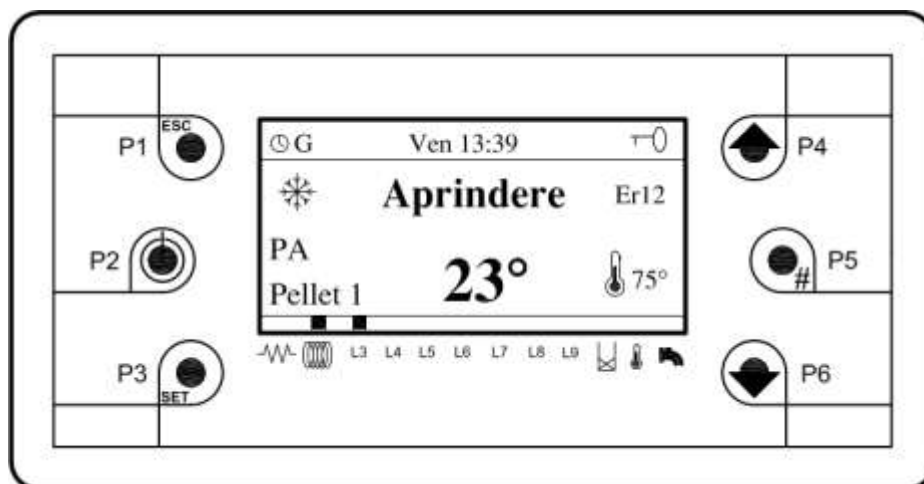 ESC
P1
G Ven 13:39
P4
Aprindere Er12
P2
PA
23°
75°
P5
#
Pellet 1
L3 L4 L5 L6 L7 L8 L9
P3
SET
P6